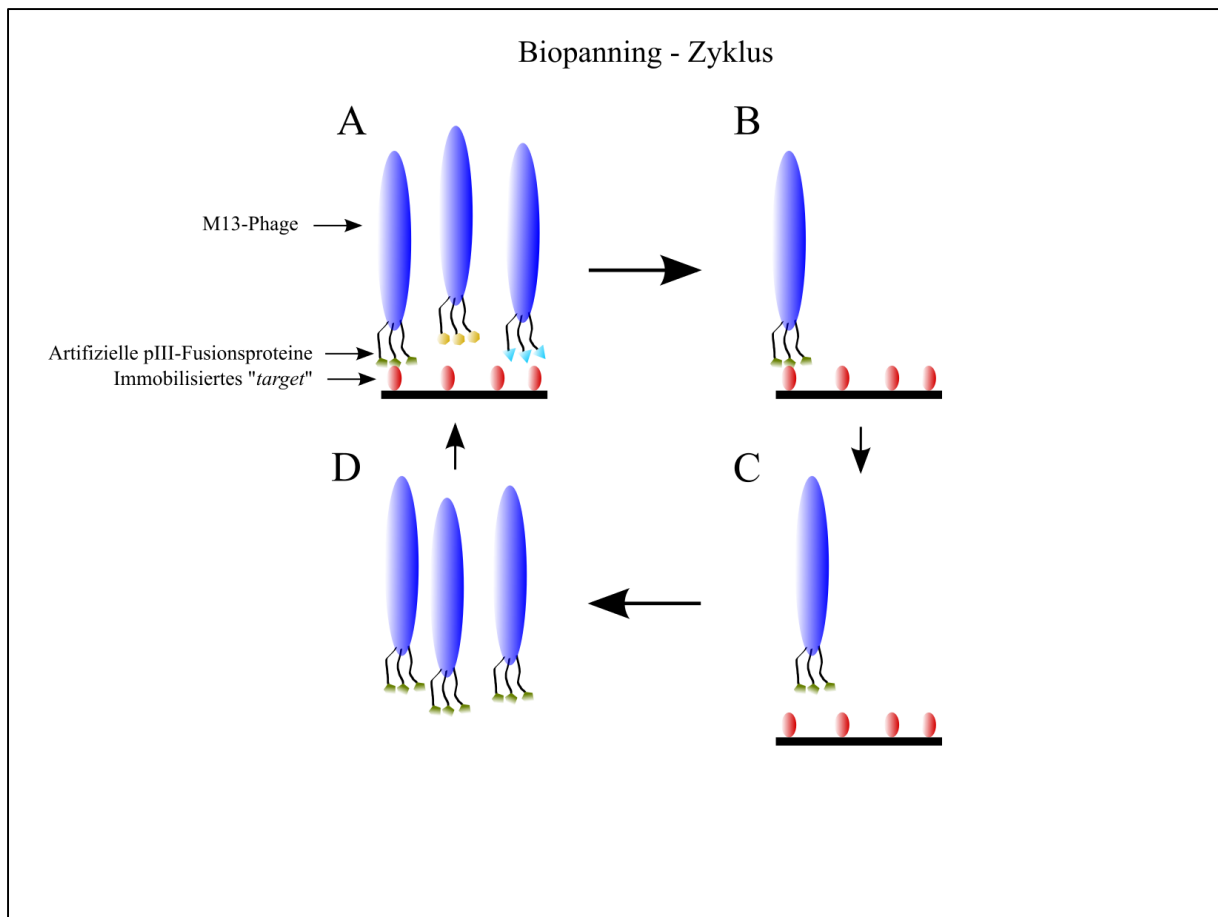 Biopanning - Zyklus
A
B
M13-Phage
Artifizielle pIII-Fusionsproteine
Immobilisiertes "target"
D
C